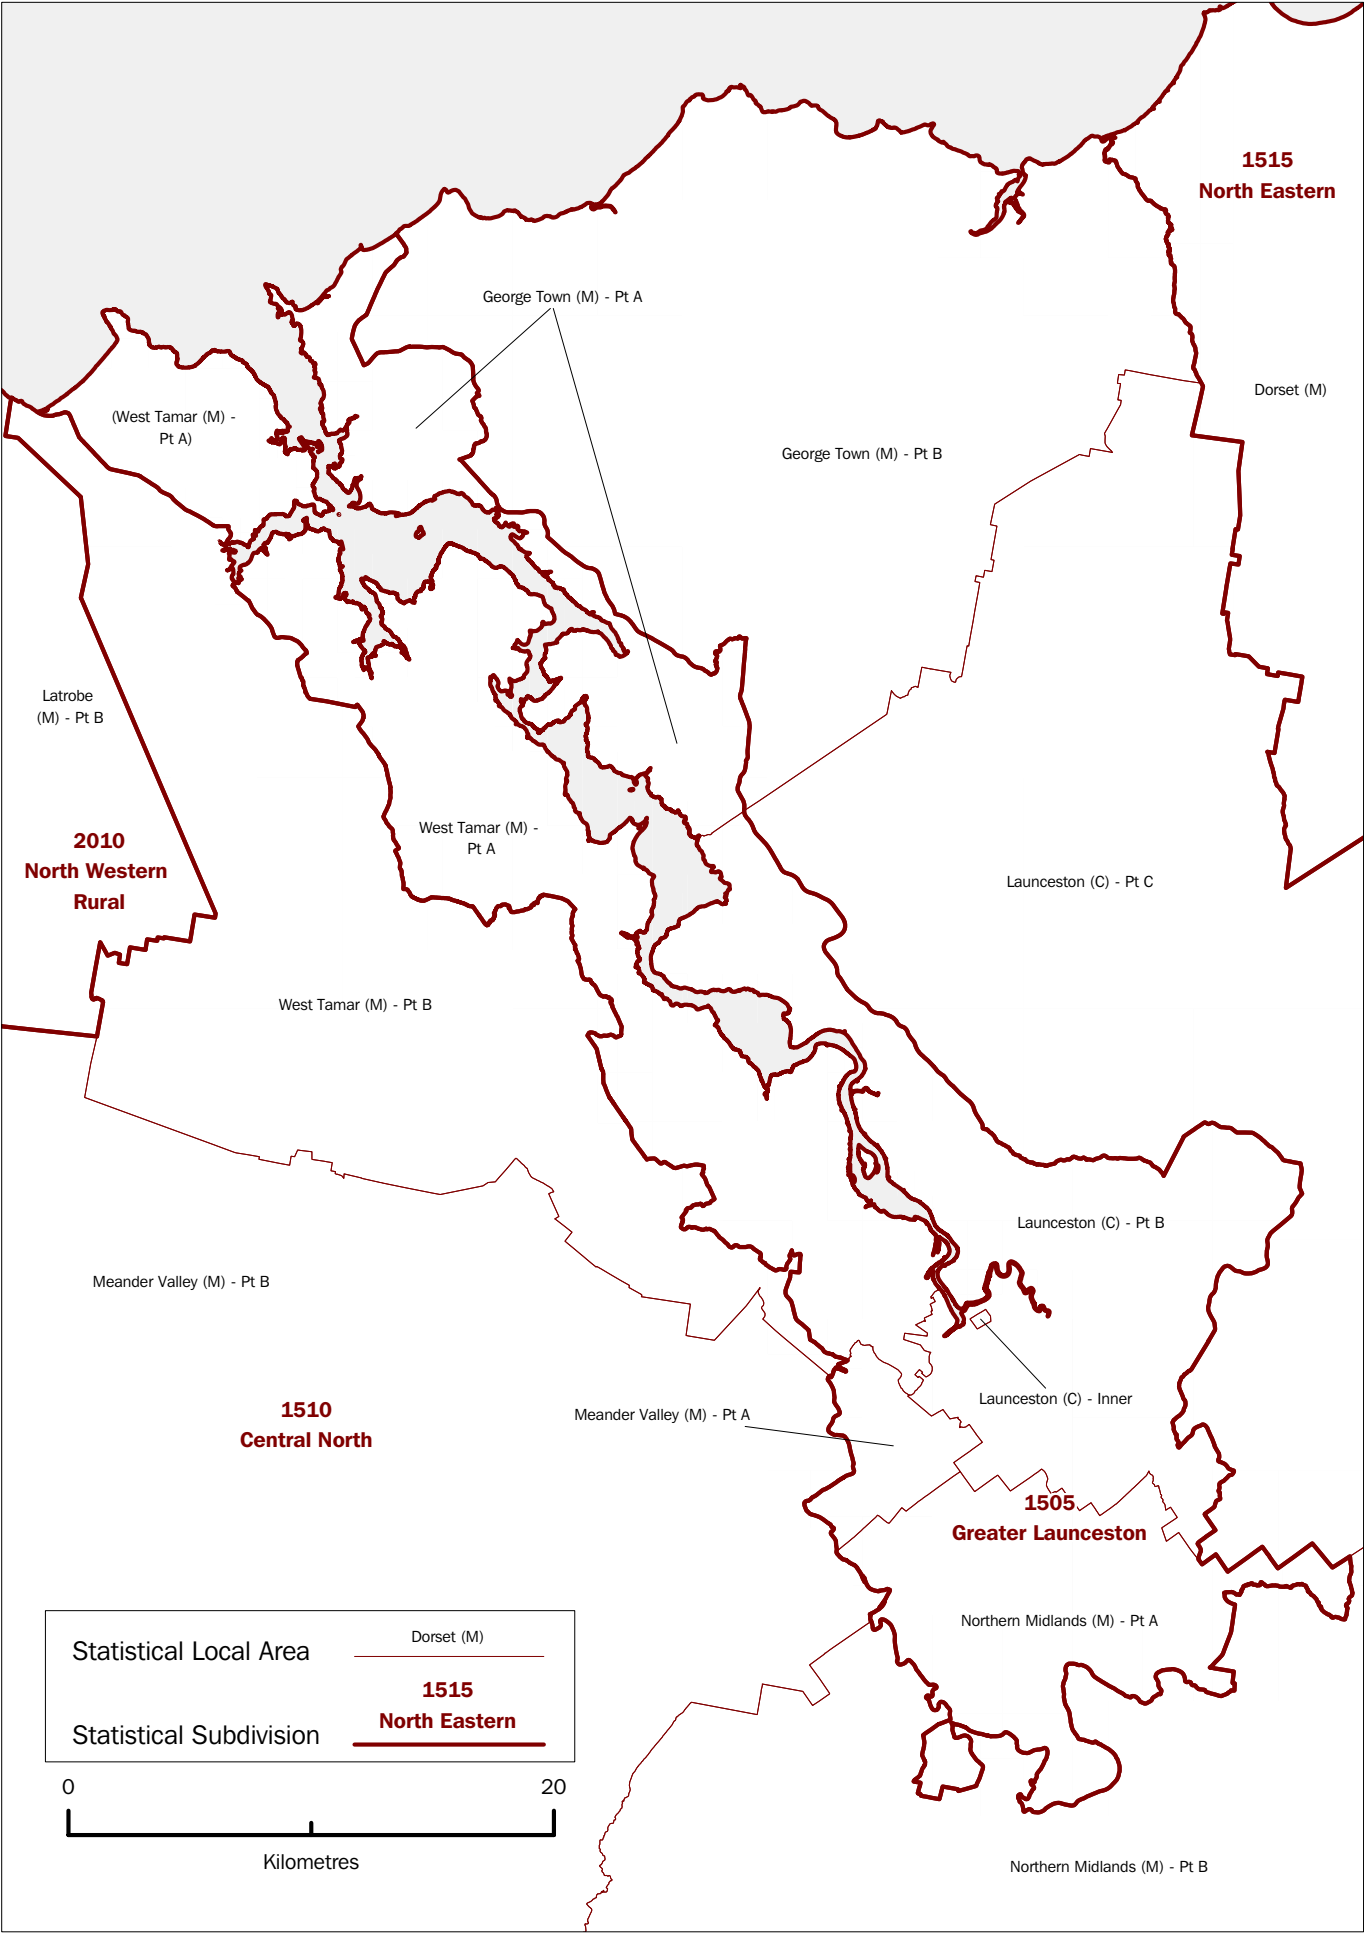 1515
North Eastern
George Town (M) - Pt A
Dorset (M)
(West Tamar (M) -
Pt A)
George Town (M) - Pt B
Latrobe
(M) - Pt B
West Tamar (M) -
Pt A
2010
North Western
Rural
Launceston (C) - Pt C
West Tamar (M) - Pt B
Launceston (C) - Pt B
Meander Valley (M) - Pt B
Launceston (C) - Inner
1510
Central North
Meander Valley (M) - Pt A
1505
Greater Launceston
Northern Midlands (M) - Pt A
Statistical Local Area
Dorset (M)
1515
North Eastern
Statistical Subdivision
0
20
Kilometres
Northern Midlands (M) - Pt B